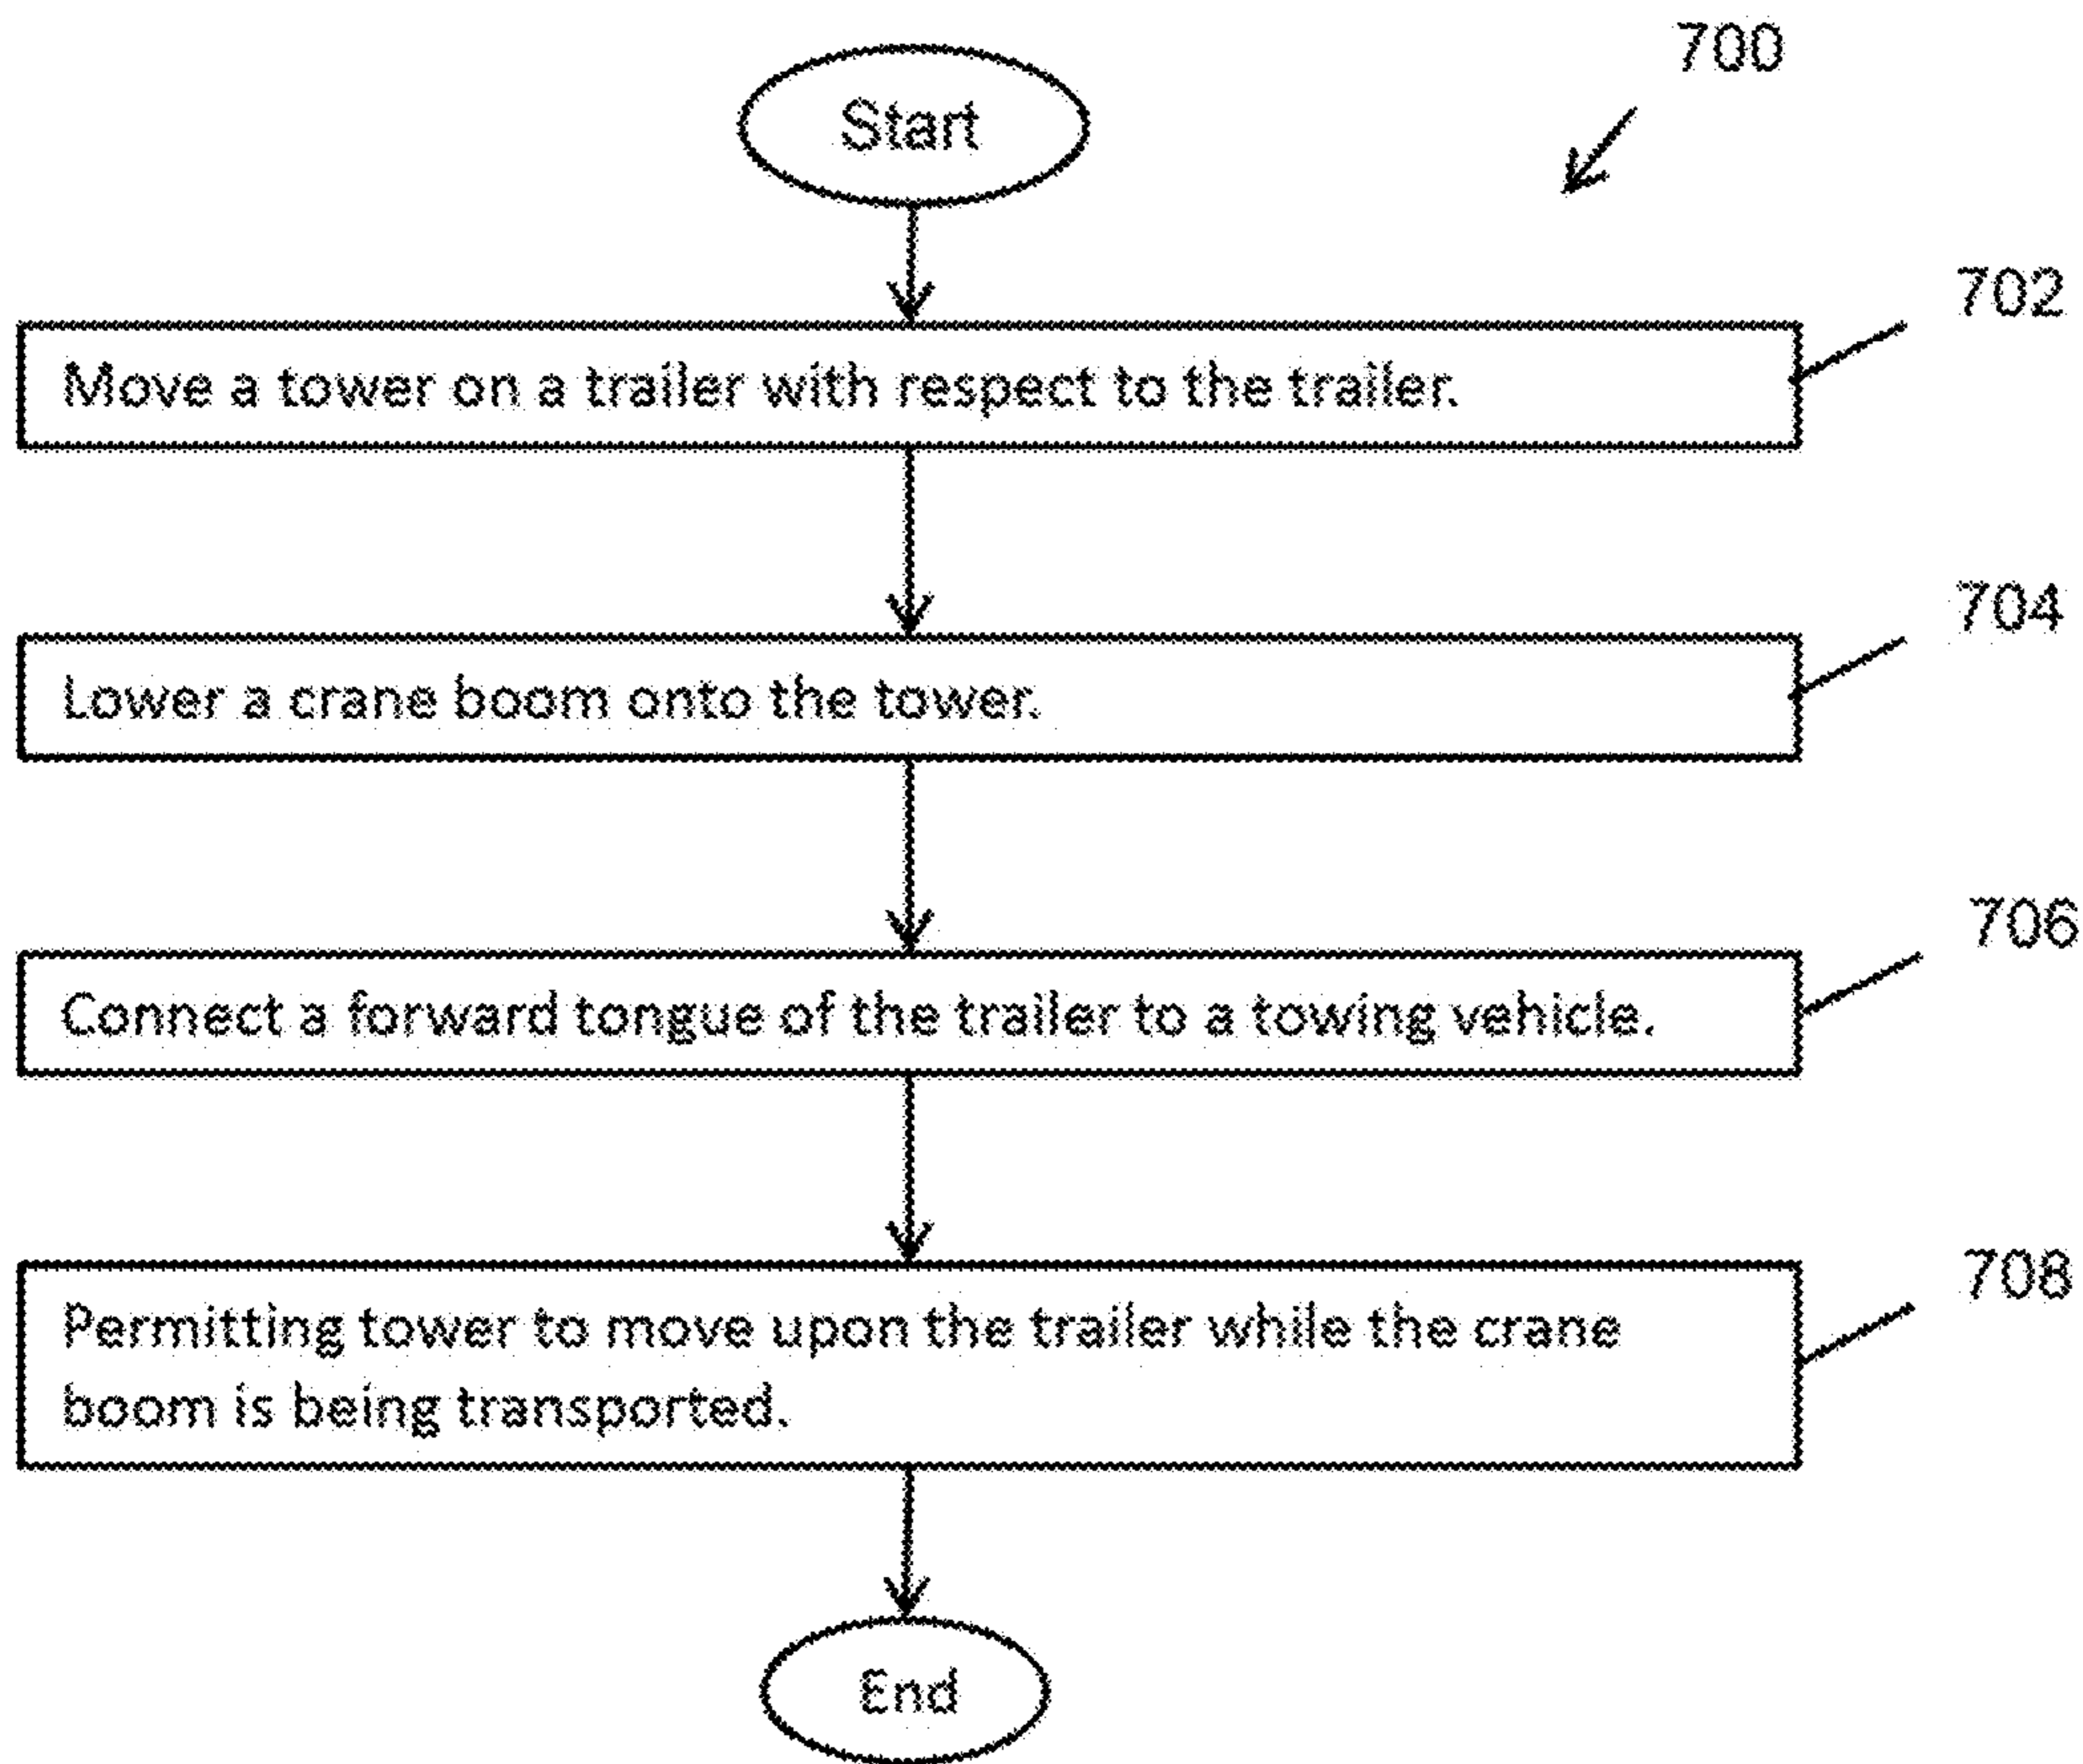 700
Start
702
Move a tower on a trailer with respect to the trailer.
704
Lower a crane boom onto the tower.
706
Connect a forward tongue of the trailer to a towing vehicle.
708
Permitting tower to move upon the trailer while the crane
boom is being transported.
End